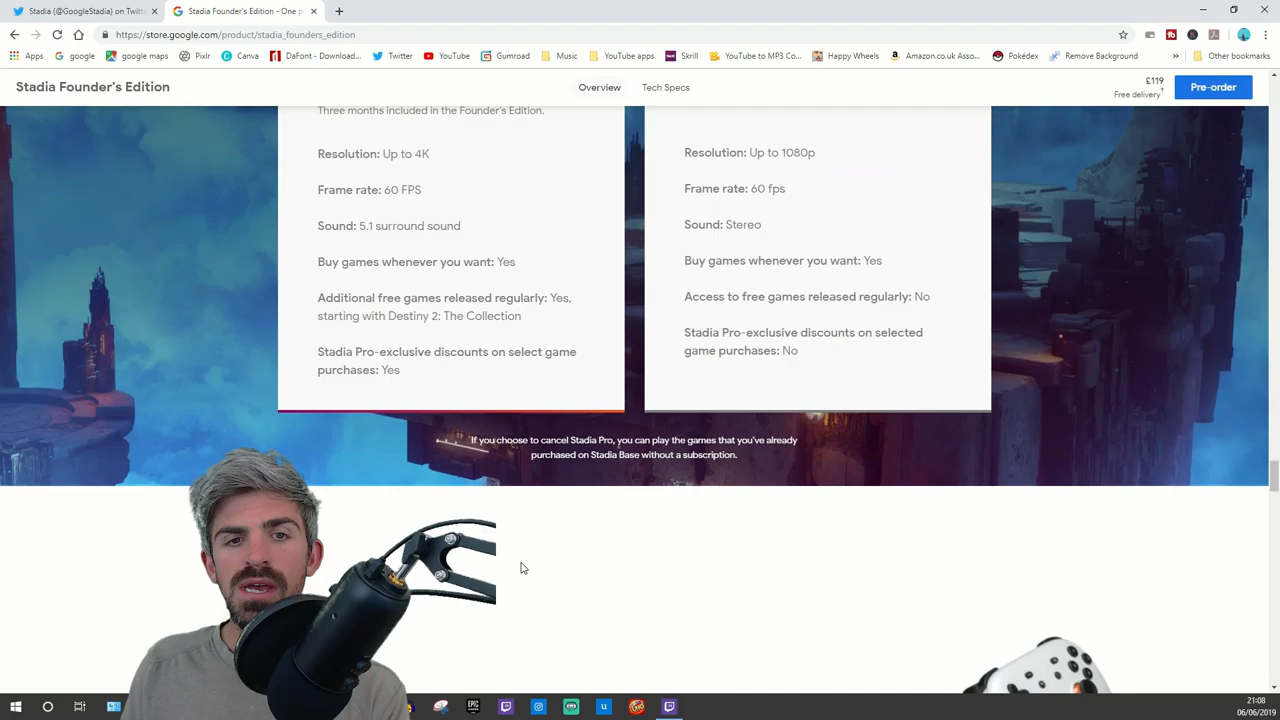 Stadia (@GoogleStadia) on Twitt
Stadia Founder's Edition - One p
https://store.google.com/product/stadia_founders_edition
Apps
google
google maps
Pixlr
Canva
DaFont - Download...
Twitter
YouTube
Gumroad
Music
YouTube apps
Skrill
YouTube to MP3 Co...
Happy Wheels
Amazon.co.uk Asso...
Pokédex
Remove Background
»
Other bookmarks
Stadia Founder's Edition
Overview
Tech Specs
£119
Free delivery†
Pre-order
Three months included in the Founder's Edition.
Resolution: Up to 4K
Frame rate: 60 FPS
Sound: 5.1 surround sound
Buy games whenever you want: Yes
Additional free games released regularly: Yes,
starting with Destiny 2: The Collection
Stadia Pro-exclusive discounts on select game
purchases: Yes
Resolution: Up to 1080p
Frame rate: 60 fps
Sound: Stereo
Buy games whenever you want: Yes
Access to free games released regularly: No
Stadia Pro-exclusive discounts on selected
game purchases: No
If you choose to cancel Stadia Pro, you can play the games that you've already
purchased on Stadia Base without a subscription.
21:08
06/06/2019